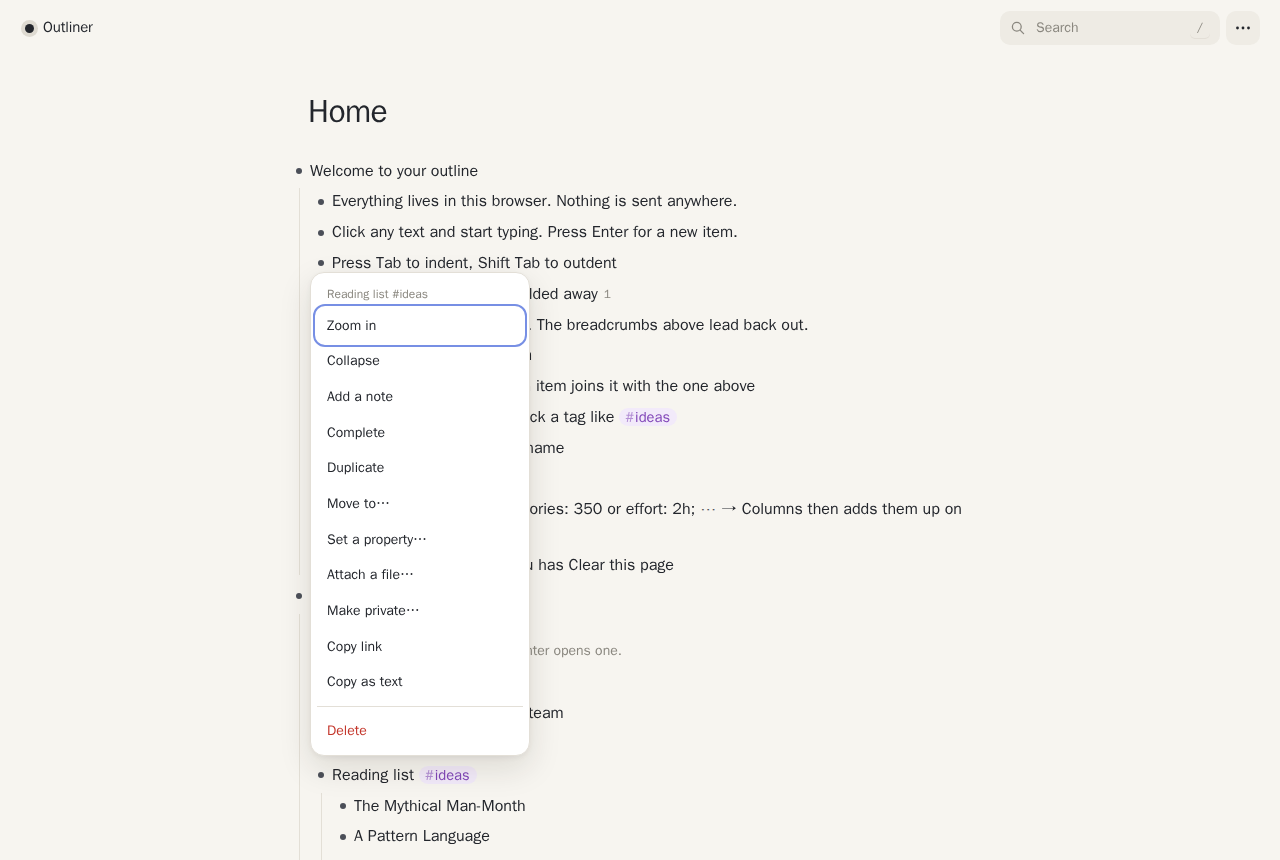 Outliner
Search /
Home
Welcome to your outline
Everything lives in this browser. Nothing is sent anywhere.
Click any text and start typing. Press Enter for a new item.
Press Tab to indent, Shift Tab to outdent
Reading list #ideas
away 1
Zoom in
. The breadcrumbs above lead back out.
Collapse
item joins it with the one above
Add a note
a tag like #ideas
Complete
name
Duplicate
Move to···
: 350 or effort: 2h; ··· → Columns then adds them up on
Set a property···
has Clear this page
Attach a file···
Make private···
Copy link
opens one.
Copy as text
team
Delete
Reading list #ideas
The Mythical Man-Month
A Pattern Language